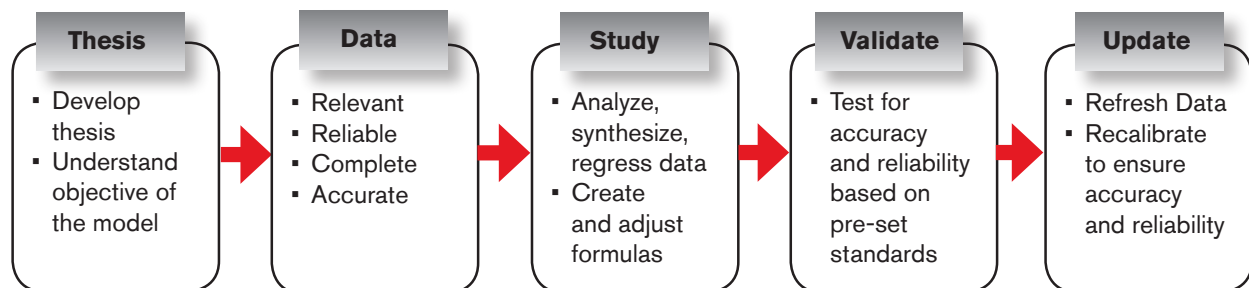 Thesis
▪ Develop
thesis
▪ Understand
objective of
the model
Data
▪ Relevant
▪ Reliable
▪ Complete
▪ Accurate
Study
▪ Analyze,
synthesize,
regress data
▪ Create
and adjust
formulas
Validate
▪ Test for
accuracy
and reliability
based on
pre-set
standards
Update
▪ Refresh Data
▪ Recalibrate
to ensure
accuracy
and reliability